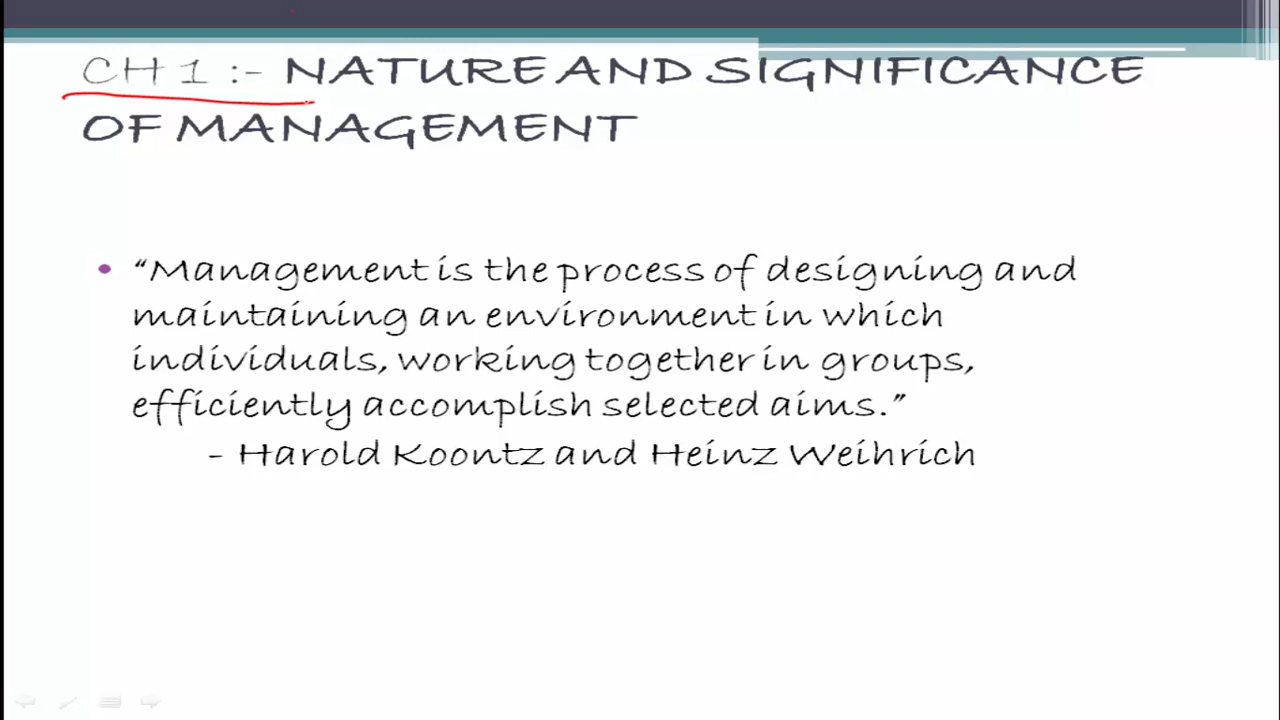 CH 1 :- NATURE AND SIGNIFICANCE
OF MANAGEMENT
• “Management is the process of designing and
maintaining an environment in which
individuals, working together in groups,
efficiently accomplish selected aims.”
- Harold Koontz and Heinz Weihrich